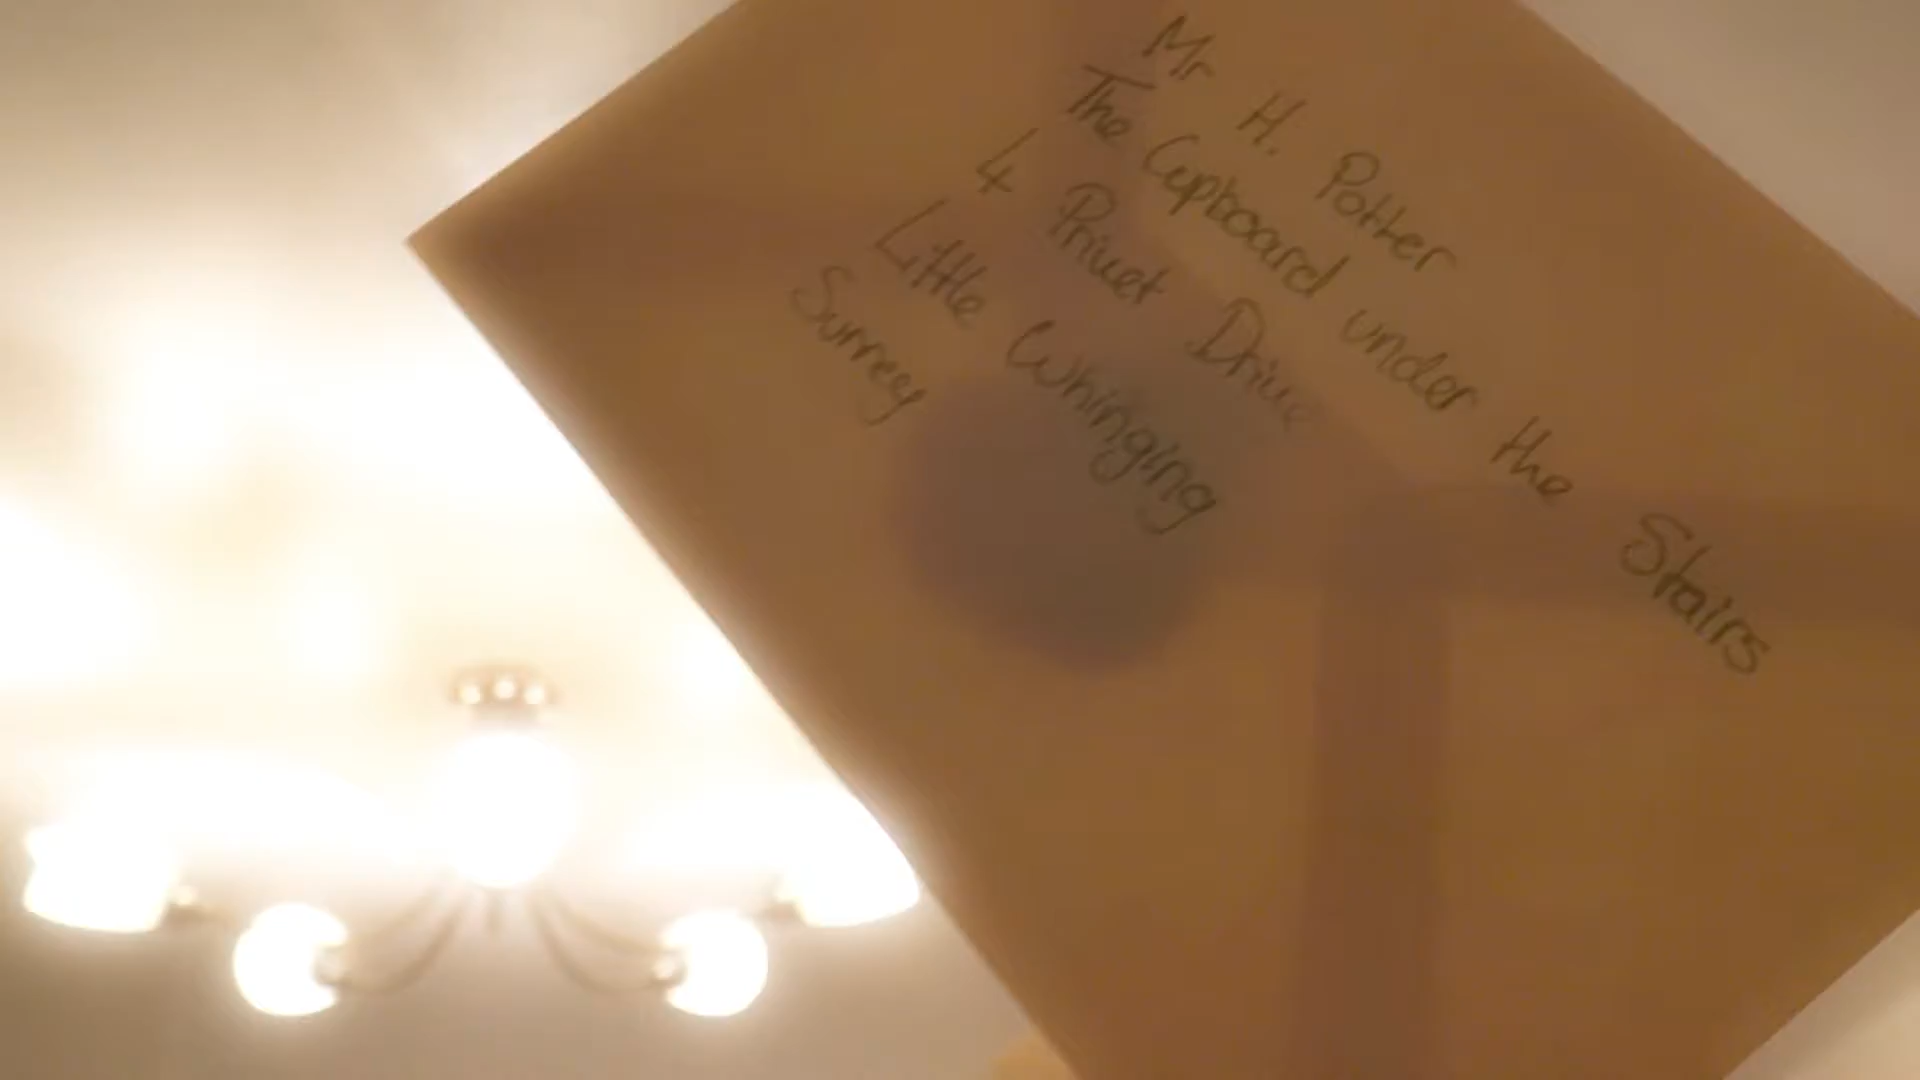 Mr H. Potter
The Cupboard under the Stairs
4 Privet Drive
Little Whinging
Surrey